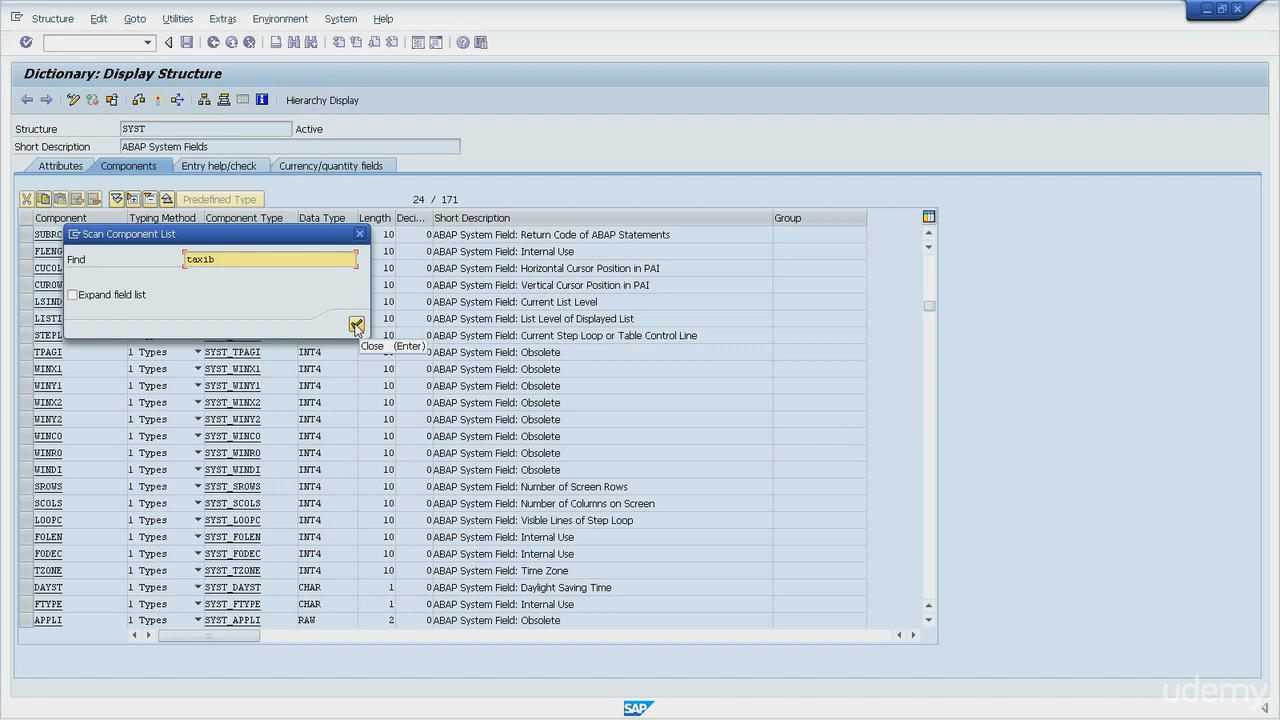 Structure Edit Goto Utilities Extras Environment System Help
Dictionary: Display Structure
Hierarchy Display
Structure SYST Active
Short Description ABAP System Fields
Attributes Components Entry help/check Currency/quantity fields
Predefined Type 24 / 171
Component Typing Method Component Type Data Type Length Deci... Short Description Group
SUBRC 10 0 ABAP System Field: Return Code of ABAP Statements
FLENG 10 0 ABAP System Field: Internal Use
CUCOL 10 0 ABAP System Field: Horizontal Cursor Position in PAI
CUROW 10 0 ABAP System Field: Vertical Cursor Position in PAI
LSIND 10 0 ABAP System Field: Current List Level
LISTI 10 0 ABAP System Field: List Level of Displayed List
STEPL 10 0 ABAP System Field: Current Step Loop or Table Control Line
Scan Component List
Find taxib
Expand field list
Close (Enter)
TPAGI 1 Types SYST_TPAGI INT4 10 0 ABAP System Field: Obsolete
WINX1 1 Types SYST_WINX1 INT4 10 0 ABAP System Field: Obsolete
WINY1 1 Types SYST_WINY1 INT4 10 0 ABAP System Field: Obsolete
WINX2 1 Types SYST_WINX2 INT4 10 0 ABAP System Field: Obsolete
WINY2 1 Types SYST_WINY2 INT4 10 0 ABAP System Field: Obsolete
WINCO 1 Types SYST_WINCO INT4 10 0 ABAP System Field: Obsolete
WINRO 1 Types SYST_WINRO INT4 10 0 ABAP System Field: Obsolete
WINDI 1 Types SYST_WINDI INT4 10 0 ABAP System Field: Obsolete
SROWS 1 Types SYST_SROWS INT4 10 0 ABAP System Field: Number of Screen Rows
SCOLS 1 Types SYST_SCOLS INT4 10 0 ABAP System Field: Number of Columns on Screen
LOOPC 1 Types SYST_LOOPC INT4 10 0 ABAP System Field: Visible Lines of Step Loop
FOLEN 1 Types SYST_FOLEN INT4 10 0 ABAP System Field: Internal Use
FODEC 1 Types SYST_FODEC INT4 10 0 ABAP System Field: Internal Use
TZONE 1 Types SYST_TZONE INT4 10 0 ABAP System Field: Time Zone
DAYST 1 Types SYST_DAYST CHAR 1 0 ABAP System Field: Daylight Saving Time
FTYPE 1 Types SYST_FTYPE CHAR 1 0 ABAP System Field: Internal Use
APPLI 1 Types SYST_APPLI RAW 2 0 ABAP System Field: Obsolete
udemy
SAP